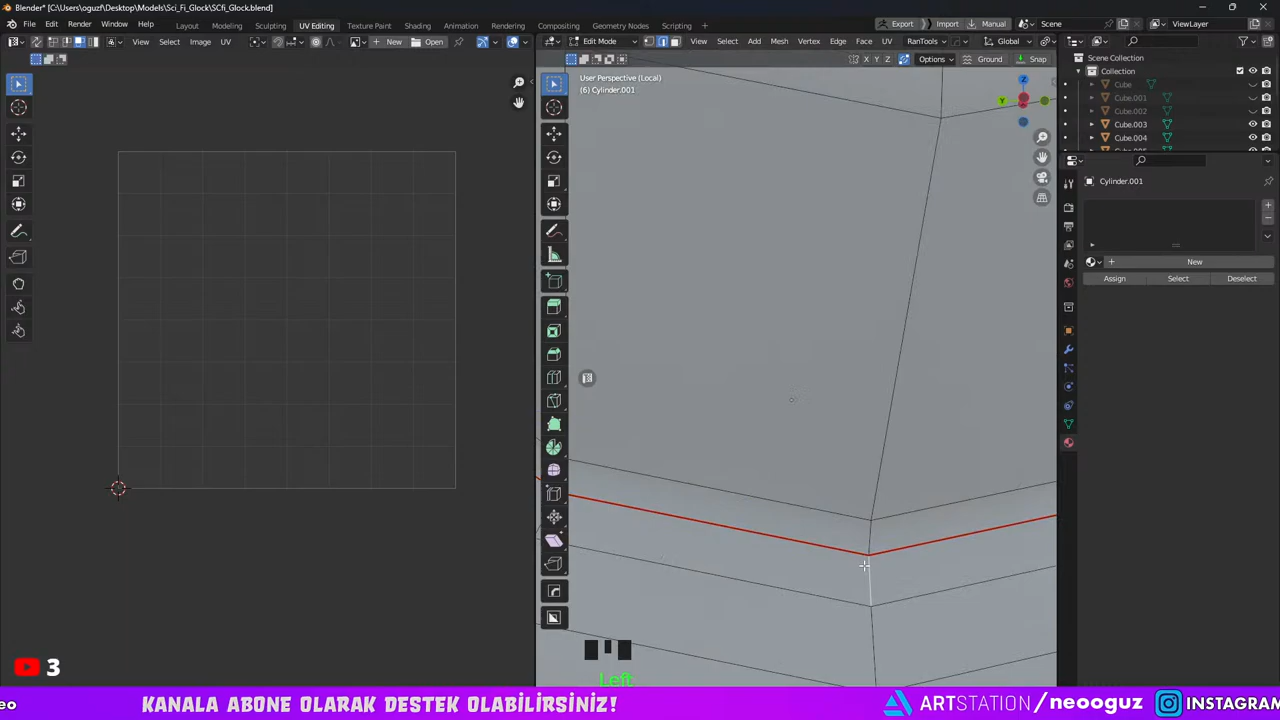 Blender* [C:\Users\oguz\Desktop\Models\Sci_Fi_Glock\SCfi_Glock.blend]
File Edit Render Window Help Layout Modeling Sculpting UV Editing Texture Paint Shading Animation Rendering Compositing Geometry Nodes Scripting Export Import Manual Scene ViewLayer
View Select Image UV New Open Edit Mode View Select Add Mesh Vertex Edge Face UV RanTools Global
X Y Z Options Ground Snap
Scene Collection
Collection
Cube
Cube.001
Cube.002
Cube.003
Cube.004
User Perspective (Local)
(6) Cylinder.001
Z
Y
Cylinder.001
New
Assign Select Deselect
Left
3
KANALA ABONE OLARAK DESTEK OLABİLİRSİNİZ!
ARTSTATION/neooguz
INSTAGRAM
eo